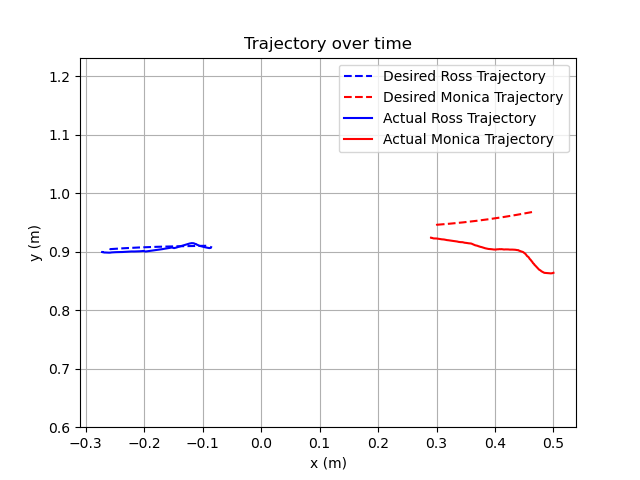 Trajectory over time
Desired Ross Trajectory
Desired Monica Trajectory
Actual Ross Trajectory
Actual Monica Trajectory
y (m)
1.2
1.1
1.0
0.9
0.8
0.7
0.6
−0.3 −0.2 −0.1 0.0 0.1 0.2 0.3 0.4 0.5
x (m)